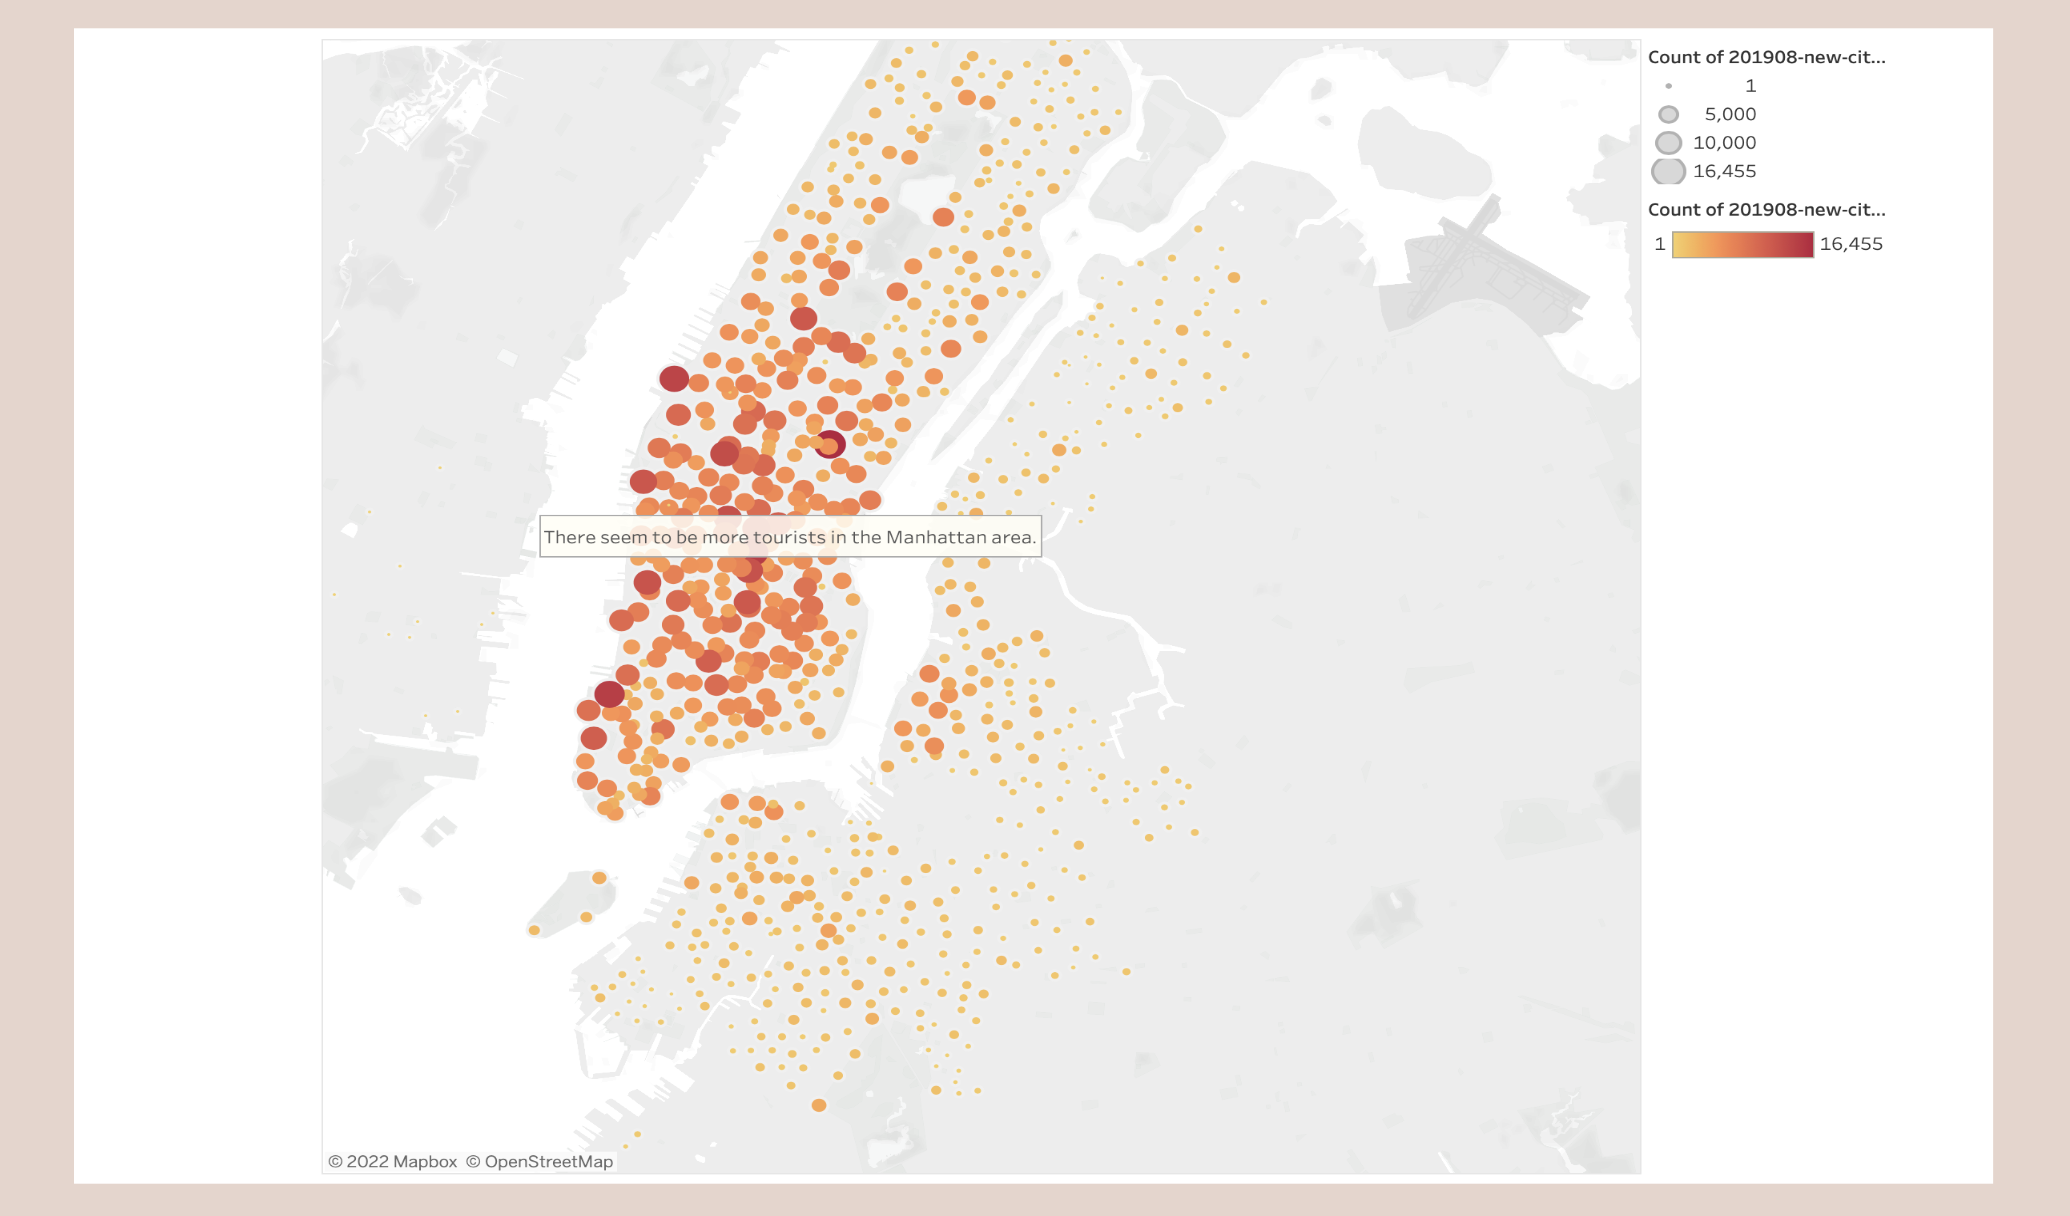 Count of 201908-new-cit...
1
5,000
10,000
16,455
Count of 201908-new-cit...
1 16,455
There seem to be more tourists in the Manhattan area.
© 2022 Mapbox © OpenStreetMap